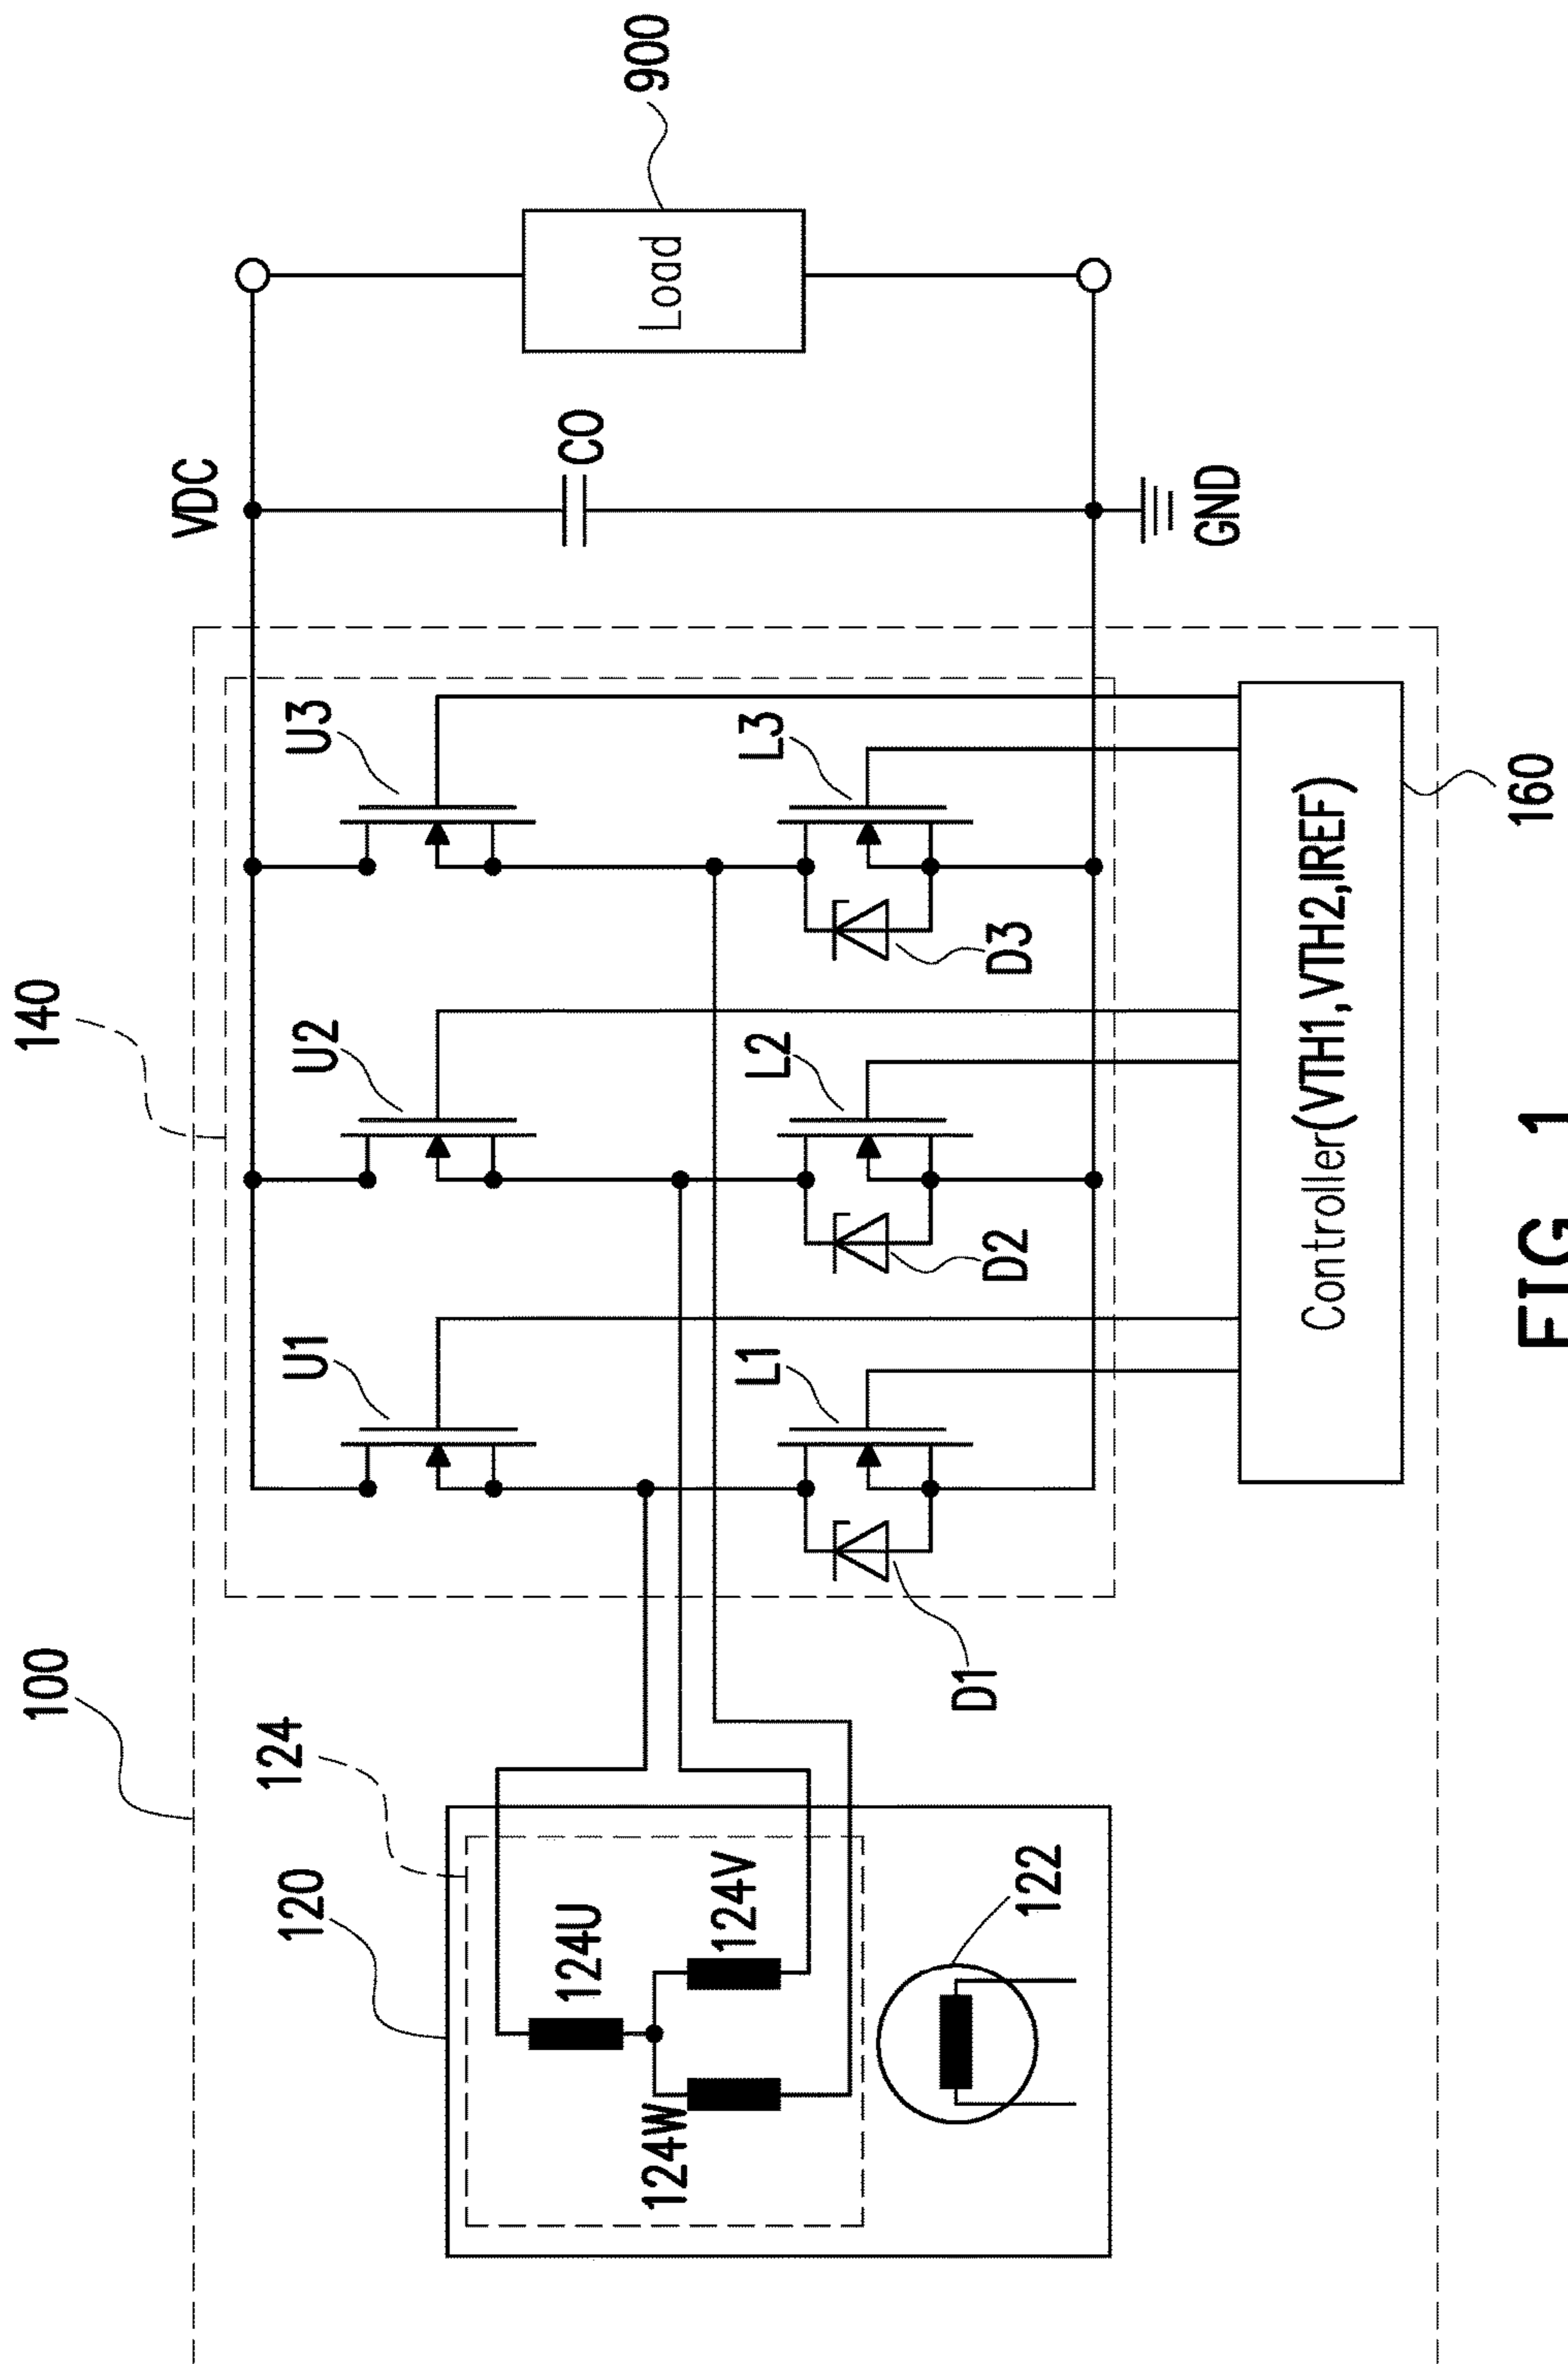 100
140
120
124
124U
124V
124W
122
U1
U2
U3
L1
L2
L3
D1
D2
D3
VDC
CO
GND
Load
900
Controller(VTH1,VTH2,IREF)
160
FIG. 1